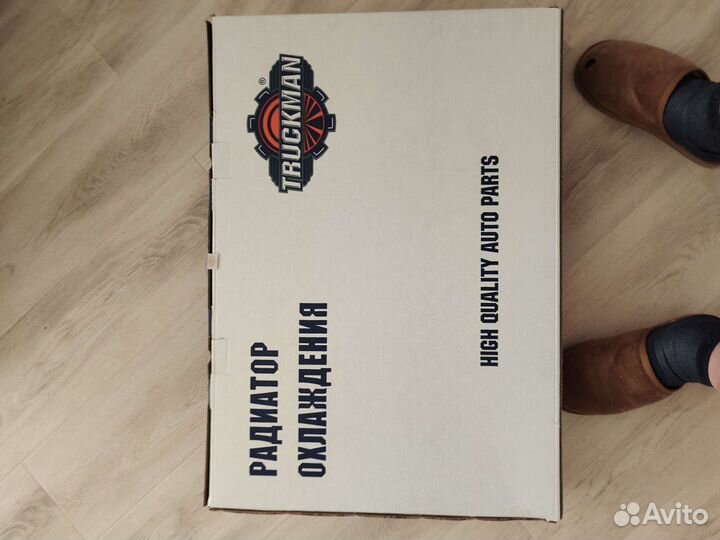 TRUCKMAN
®
РАДИАТОР
ОХЛАЖДЕНИЯ
HIGH QUALITY AUTO PARTS
Avito